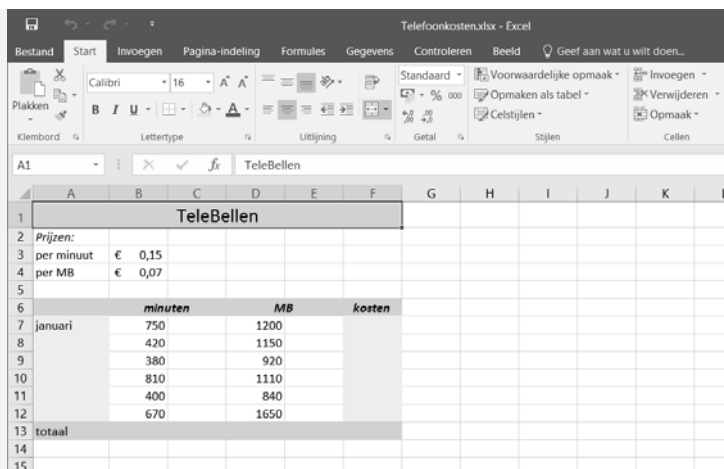 Telefoonkosten.xlsx - Excel
Bestand Start Invoegen Pagina-indeling Formules Gegevens Controleren Beeld Geef aan wat u wilt doen...
Plakken
Calibri 16 A A
B I U A
Standaard
% 000
Voorwaardelijke opmaak
Opmaken als tabel
Celstijlen
Invoegen
Verwijderen
Opmaak
Klembord Lettertype Uitlijning Getal Stijlen Cellen
A1 fx TeleBellen
A B C D E F G H I J K
1 TeleBellen
2 Prijzen:
3 per minuut € 0,15
4 per MB € 0,07
5
6 minuten MB kosten
7 januari 750 1200
8 420 1150
9 380 920
10 810 1110
11 400 840
12 670 1650
13 totaal
14
15